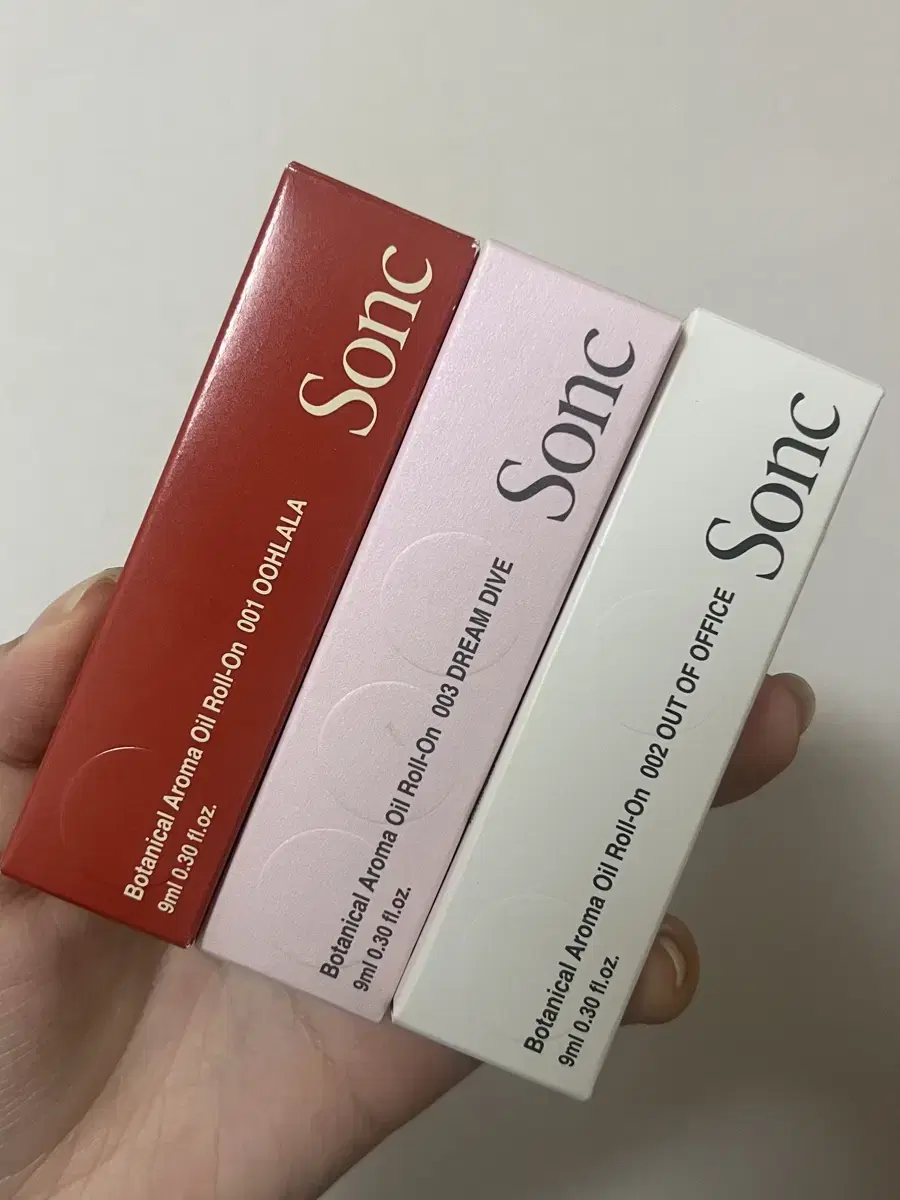 Sonc
Botanical Aroma Oil Roll-On 001 OOHLALA
9ml 0.30 fl.oz.
Sonc
Botanical Aroma Oil Roll-On 003 DREAM DIVE
9ml 0.30 fl.oz.
Sonc
Botanical Aroma Oil Roll-On 002 OUT OF OFFICE
9ml 0.30 fl.oz.